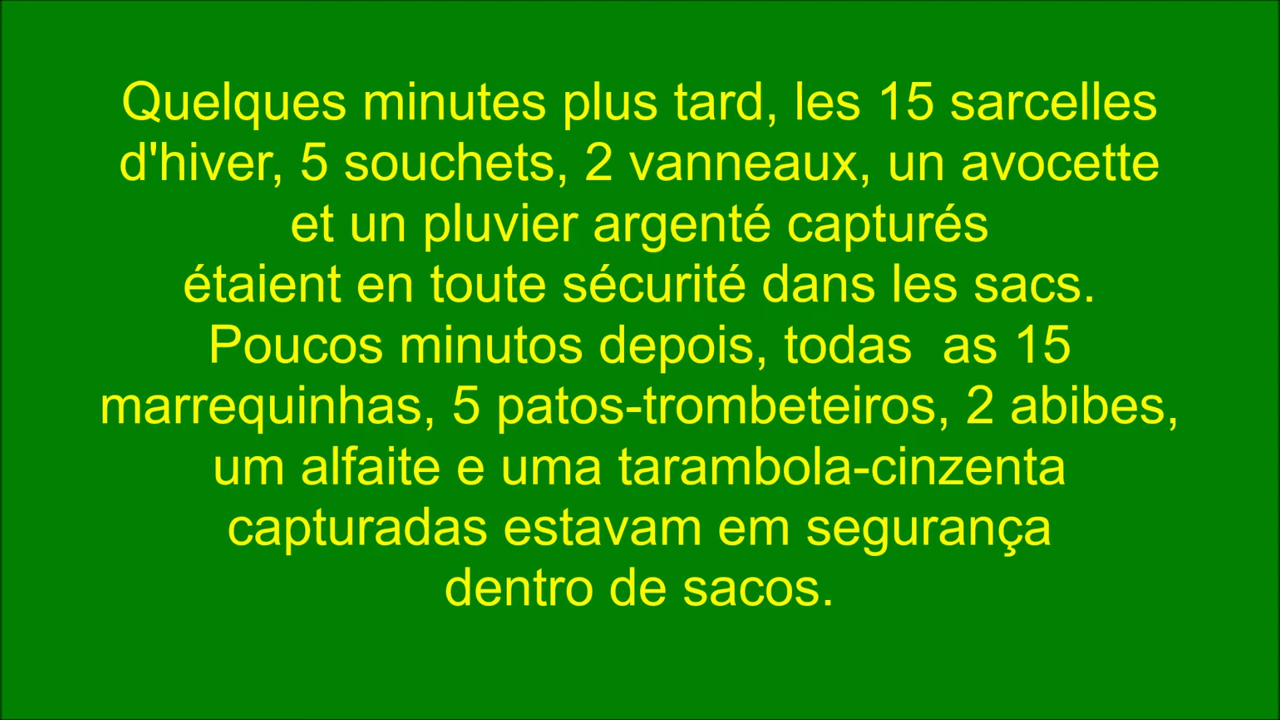 Quelques minutes plus tard, les 15 sarcelles
d'hiver, 5 souchets, 2 vanneaux, un avocette
et un pluvier argenté capturés
étaient en toute sécurité dans les sacs.
Poucos minutos depois, todas  as 15
marrequinhas, 5 patos-trombeteiros, 2 abibes,
um alfaite e uma tarambola-cinzenta
capturadas estavam em segurança
dentro de sacos.